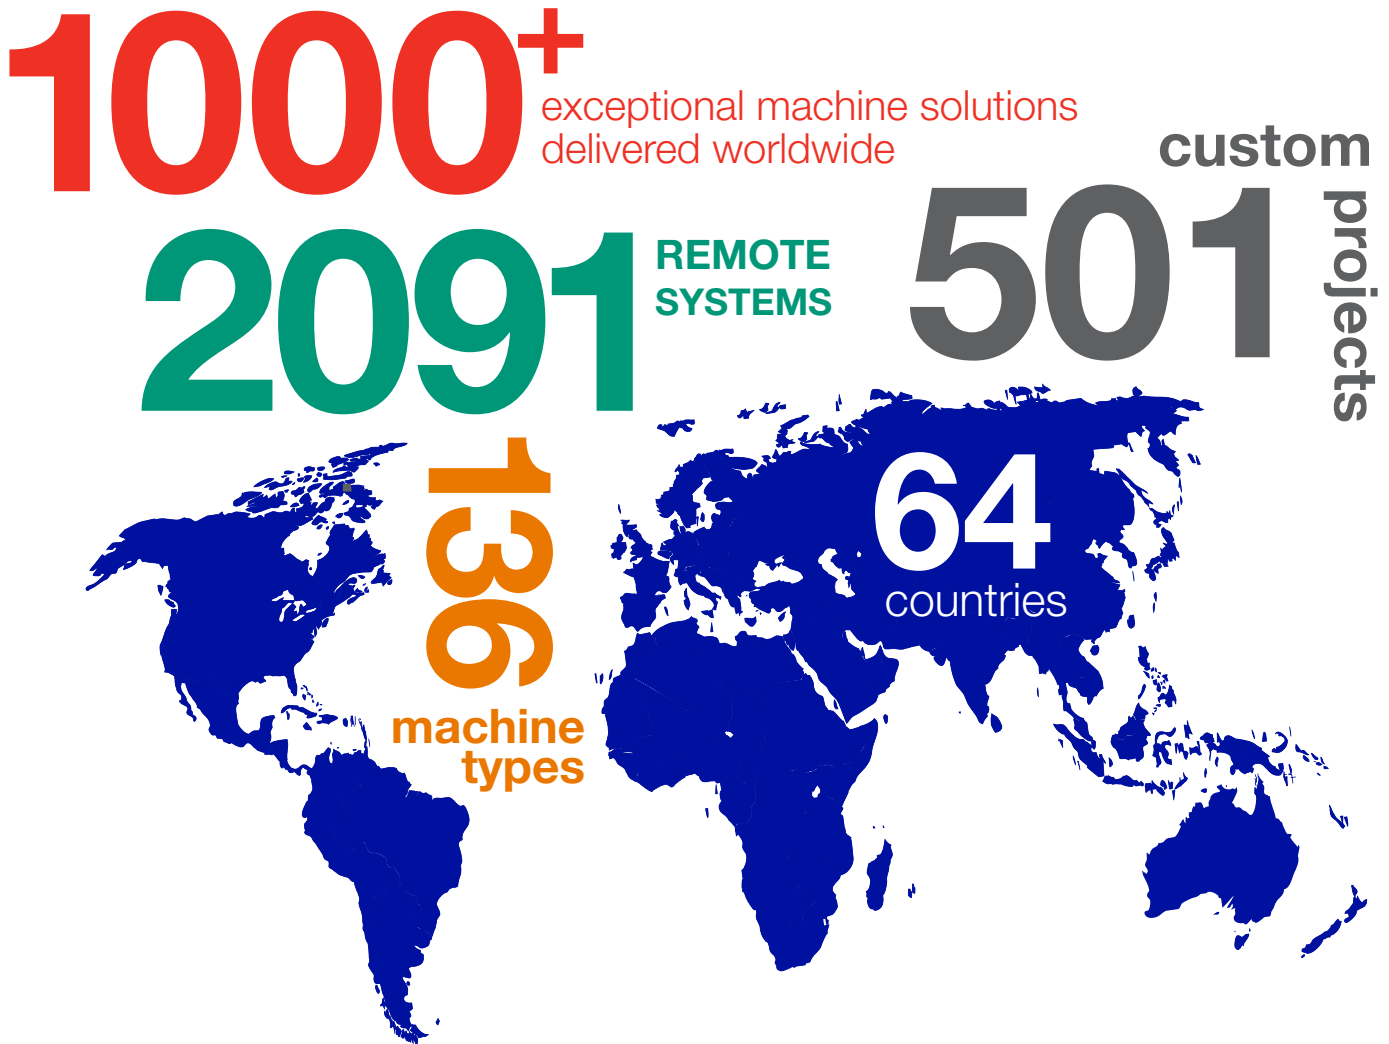 1000+
exceptional machine solutions
delivered worldwide
custom
501
projects
2091
REMOTE
SYSTEMS
136
machine
types
64
countries